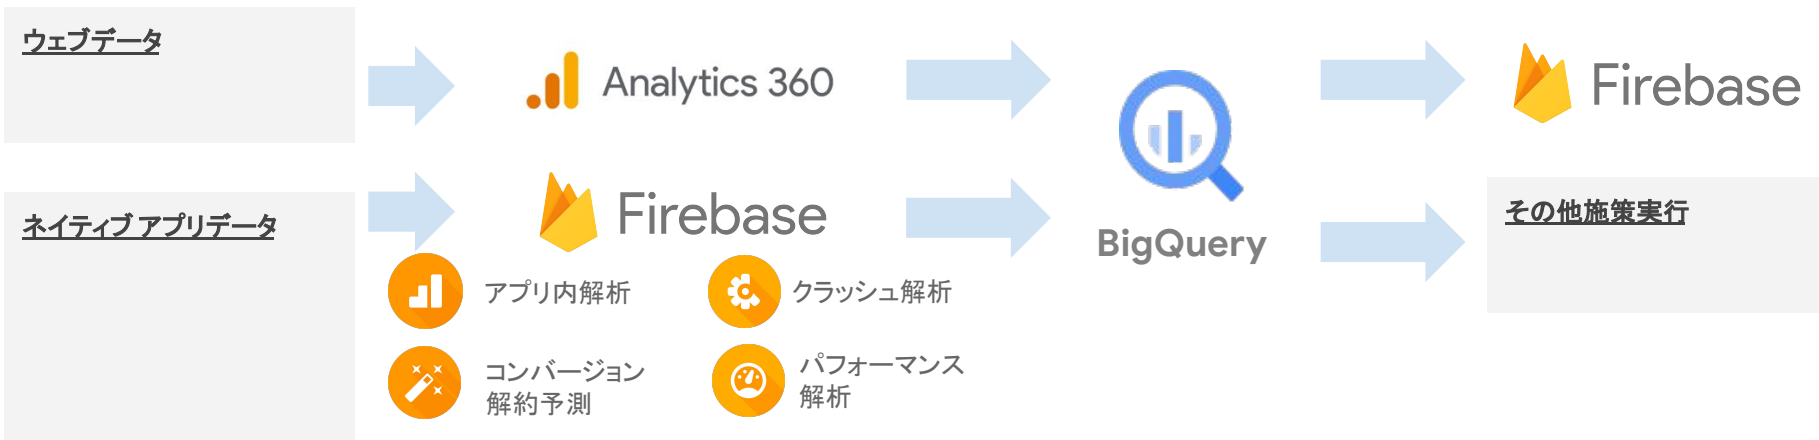 ウェブデータ
Analytics 360
Firebase
ネイティブ アプリデータ
Firebase
BigQuery
その他施策実行
アプリ内解析
クラッシュ解析
コンバージョン
解約予測
パフォーマンス
解析